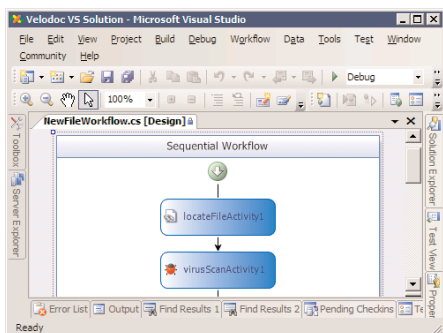 Velodoc VS Solution - Microsoft Visual Studio
File Edit View Project Build Debug Workflow Data Tools Test Window
Community Help
Debug
100%
NewFileWorkflow.cs [Design]
Toolbox
Server Explorer
Sequential Workflow
locateFileActivity1
virusScanActivity1
Solution Explorer
Test View
Proper
Error List Output Find Results 1 Find Results 2 Pending Checkins Te
Ready